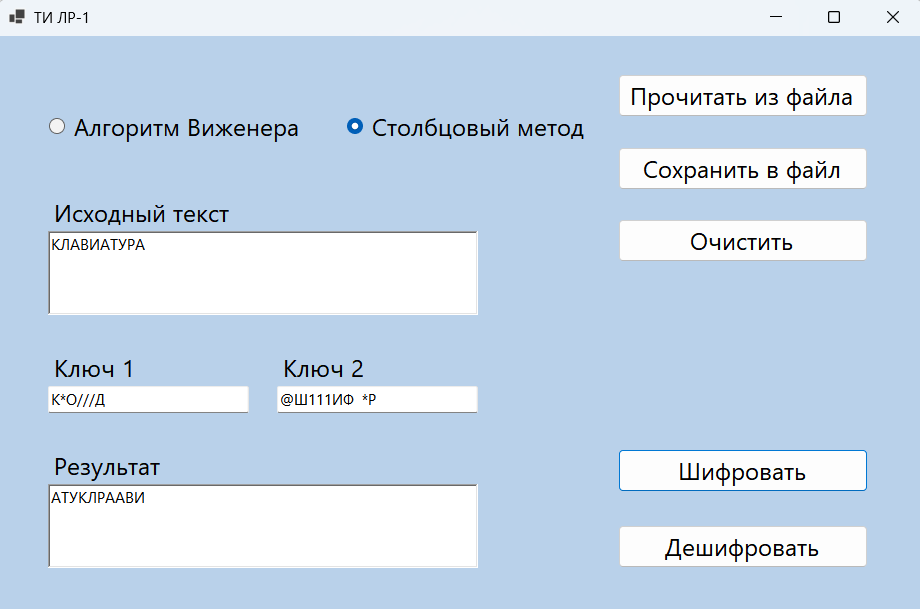 ТИ ЛР-1
Алгоритм Виженера
Столбцовый метод
Прочитать из файла
Сохранить в файл
Очистить
Исходный текст
КЛАВИАТУРА
Ключ 1
Ключ 2
К*О///Д
@Ш111ИФ  *Р
Результат
АТУКЛРААВИ
Шифровать
Дешифровать